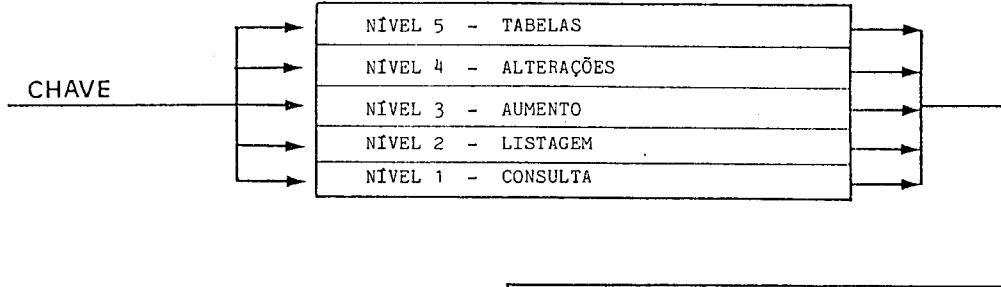 NÍVEL 5 - TABELAS
NÍVEL 4 - ALTERAÇÕES
CHAVE
NÍVEL 3 - AUMENTO
NÍVEL 2 - LISTAGEM
NÍVEL 1 - CONSULTA